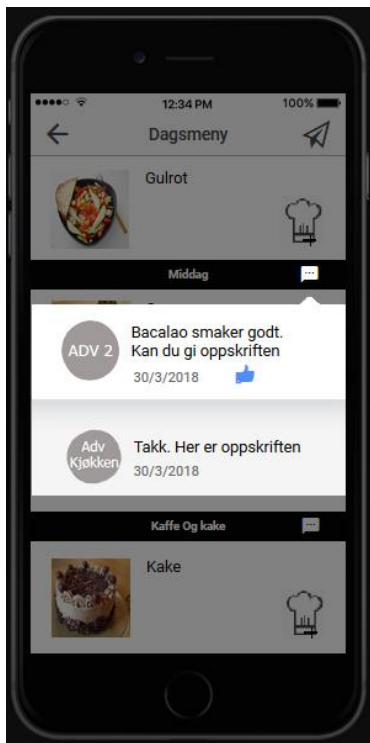 12:34 PM 100%
Dagsmeny
Gulrot
Middag
ADV 2
Bacalao smaker godt.
Kan du gi oppskriften
30/3/2018
Adv
Kjøkken
Takk. Her er oppskriften
30/3/2018
Kaffe Og kake
Kake